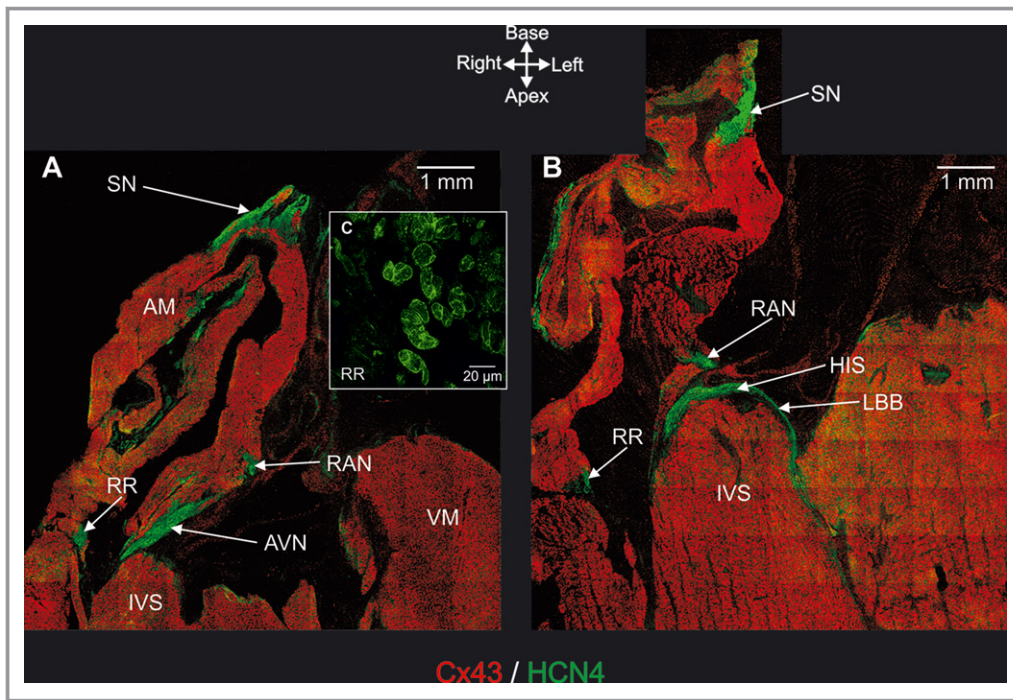 Base
Right Left
Apex
A
SN
1 mm
AM
C
RR
20 μm
RAN
RR
AVN
VM
IVS
B
SN
1 mm
RAN
HIS
LBB
RR
IVS
Cx43 / HCN4